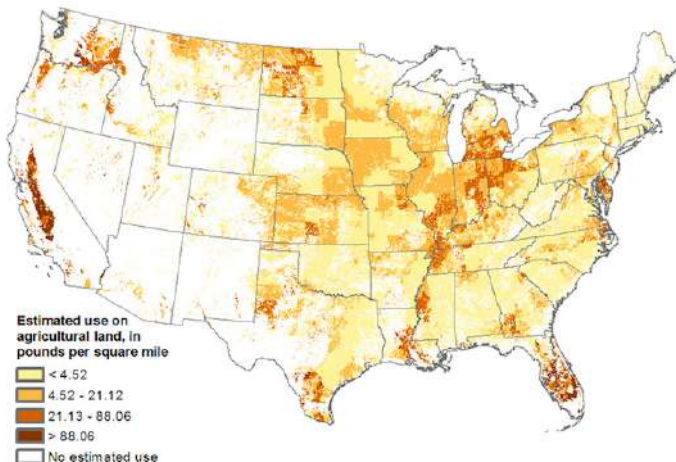 Estimated use on
agricultural land, in
pounds per square mile
< 4.52
4.52 - 21.12
21.13 - 88.06
> 88.06
No estimated use